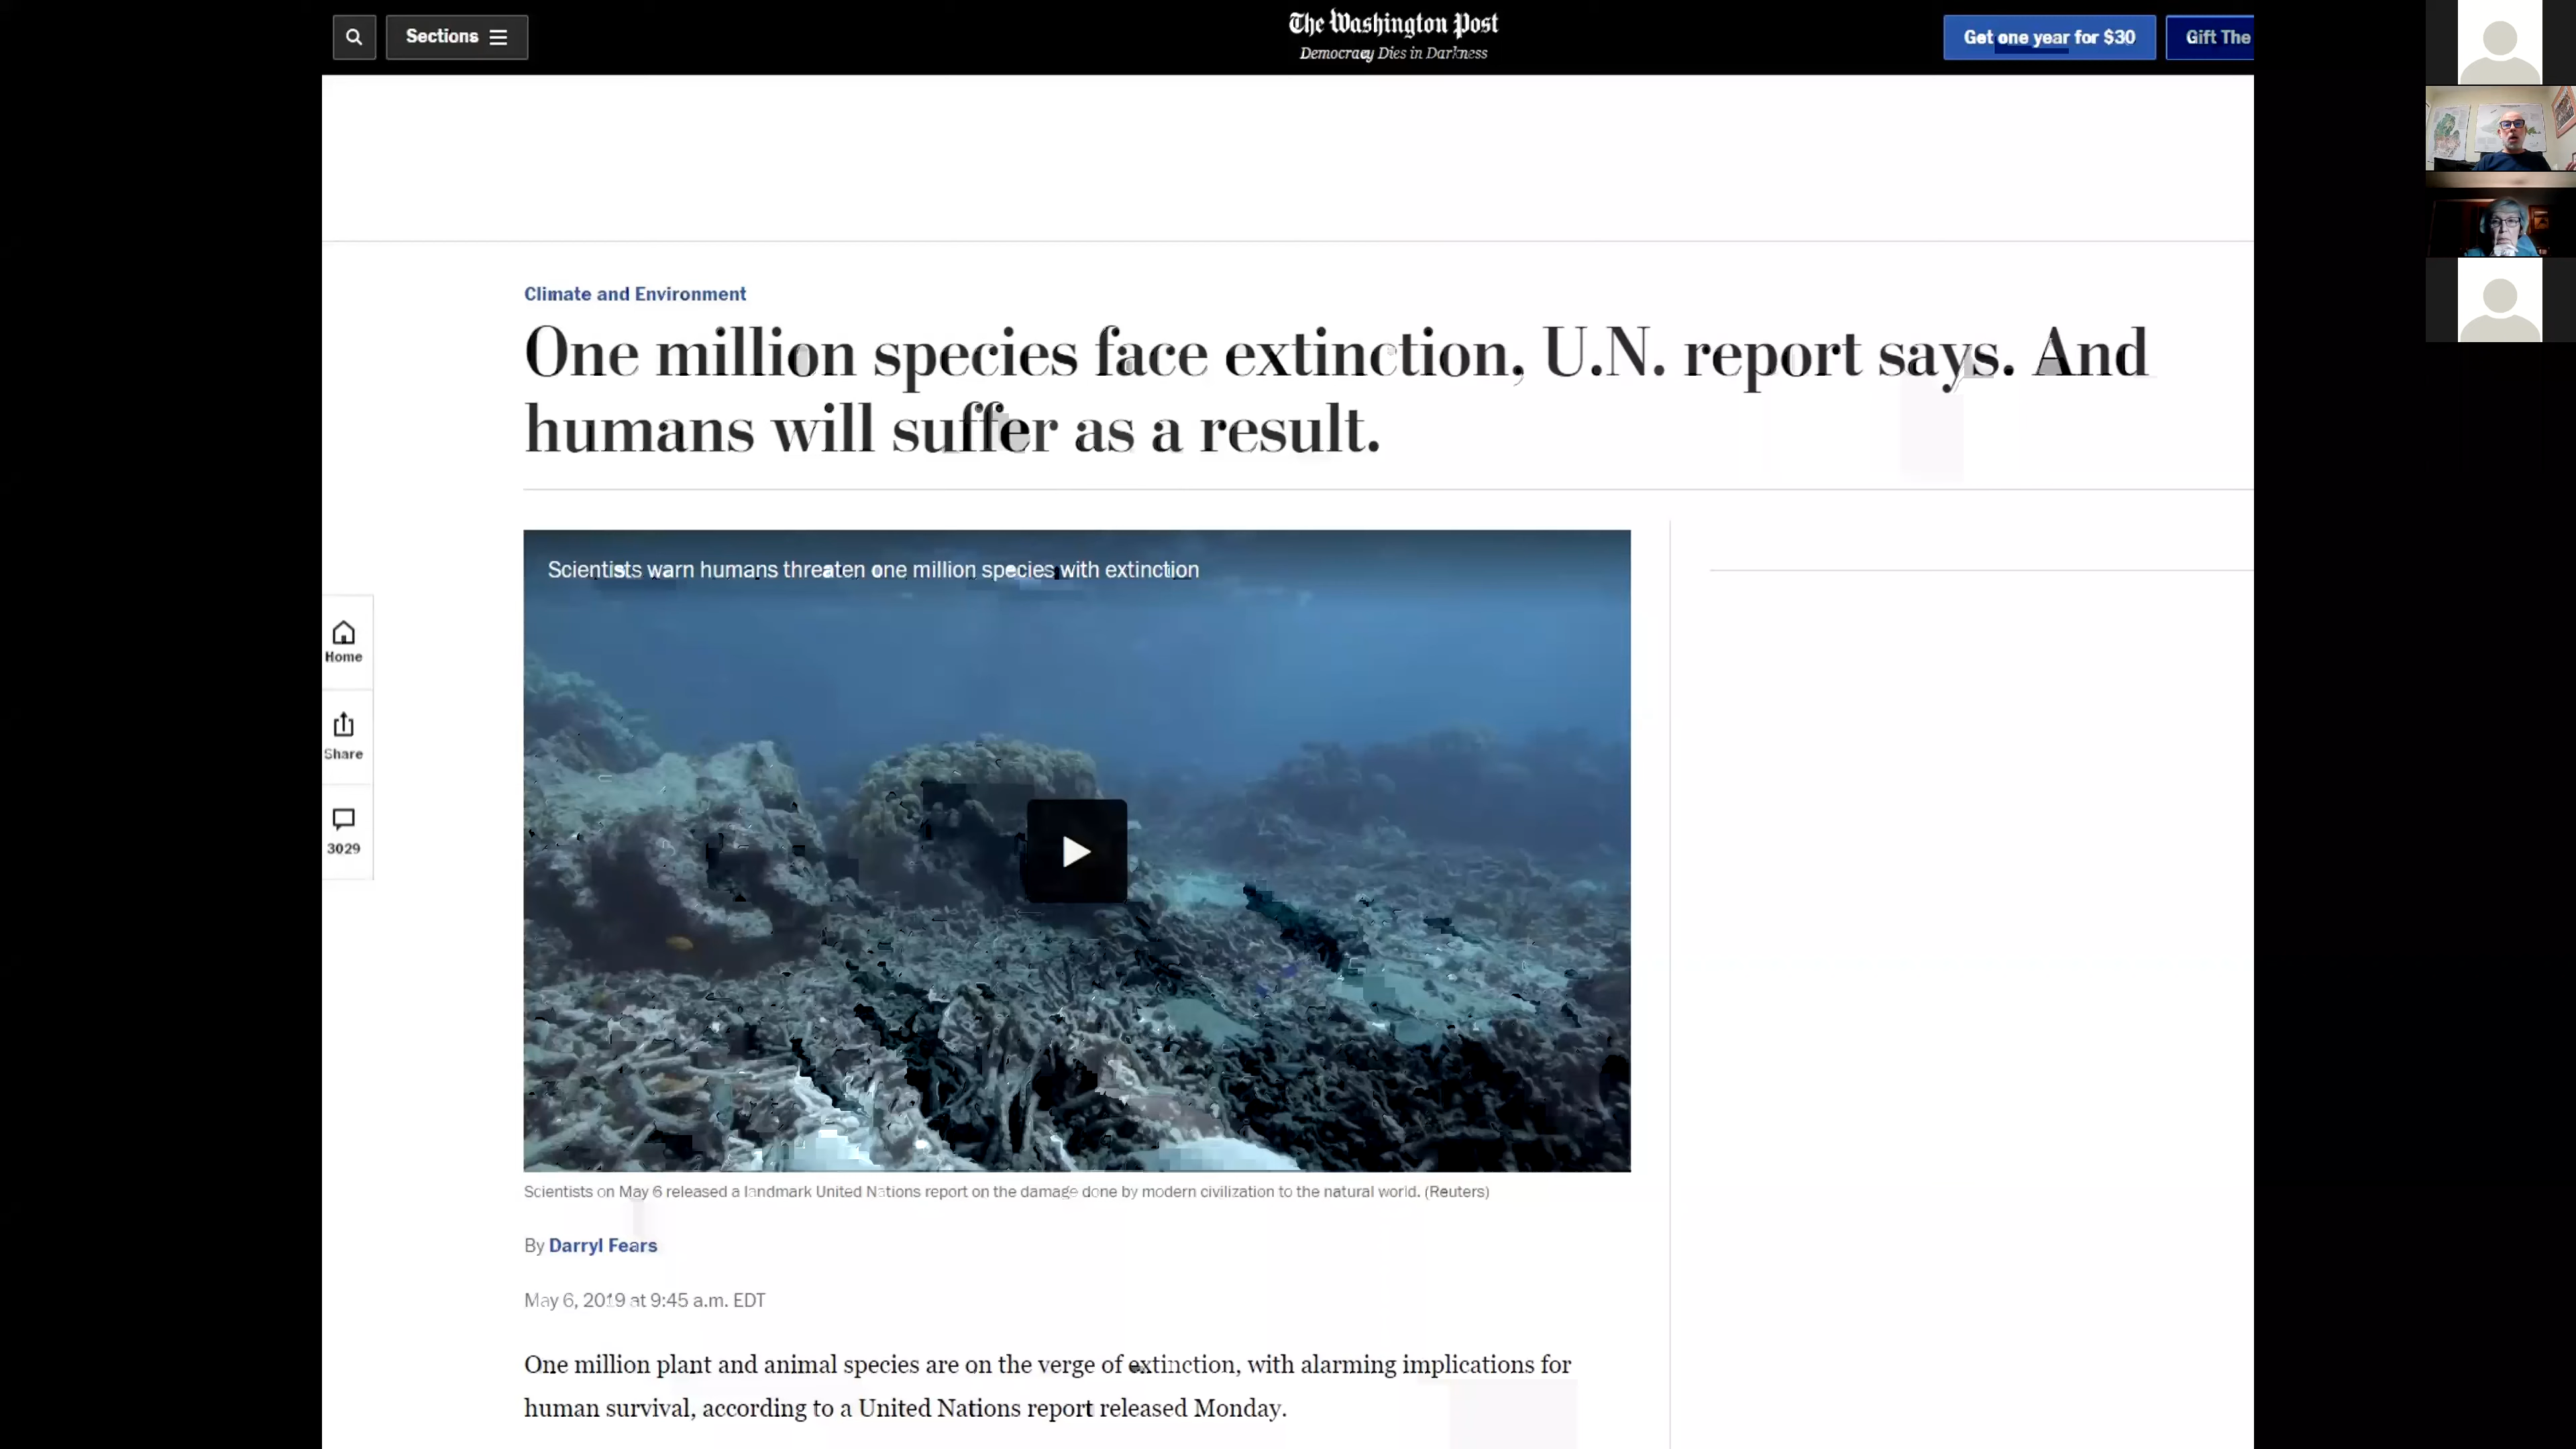 Sections
The Washington Post
Democracy Dies in Darkness
Get one year for $30
Gift The
Climate and Environment
One million species face extinction, U.N. report says. And
humans will suffer as a result.
Scientists warn humans threaten one million species with extinction
Home
Share
3029
Scientists on May 6 released a landmark United Nations report on the damage done by modern civilization to the natural world. (Reuters)
By Darryl Fears
May 6, 2019 at 9:45 a.m. EDT
One million plant and animal species are on the verge of extinction, with alarming implications for
human survival, according to a United Nations report released Monday.